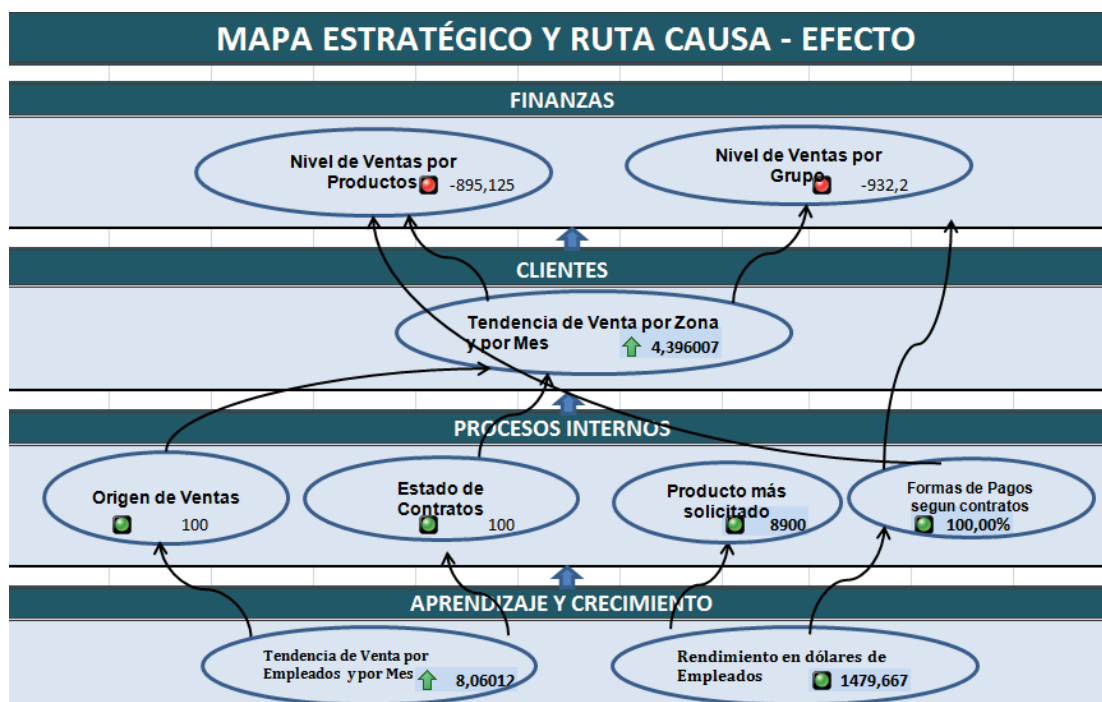 MAPA ESTRATÉGICO Y RUTA CAUSA - EFECTO
FINANZAS
Nivel de Ventas por
Productos
-895,125
Nivel de Ventas por
Grupo
-932,2
CLIENTES
Tendencia de Venta por Zona
y por Mes
4,396007
PROCESOS INTERNOS
Origen de Ventas
100
Estado de
Contratos
100
Producto más
solicitado
8900
Formas de Pagos
segun contratos
100,00%
APRENDIZAJE Y CRECIMIENTO
Tendencia de Venta por
Empleados y por Mes
8,06012
Rendimiento en dólares de
Empleados
1479,667